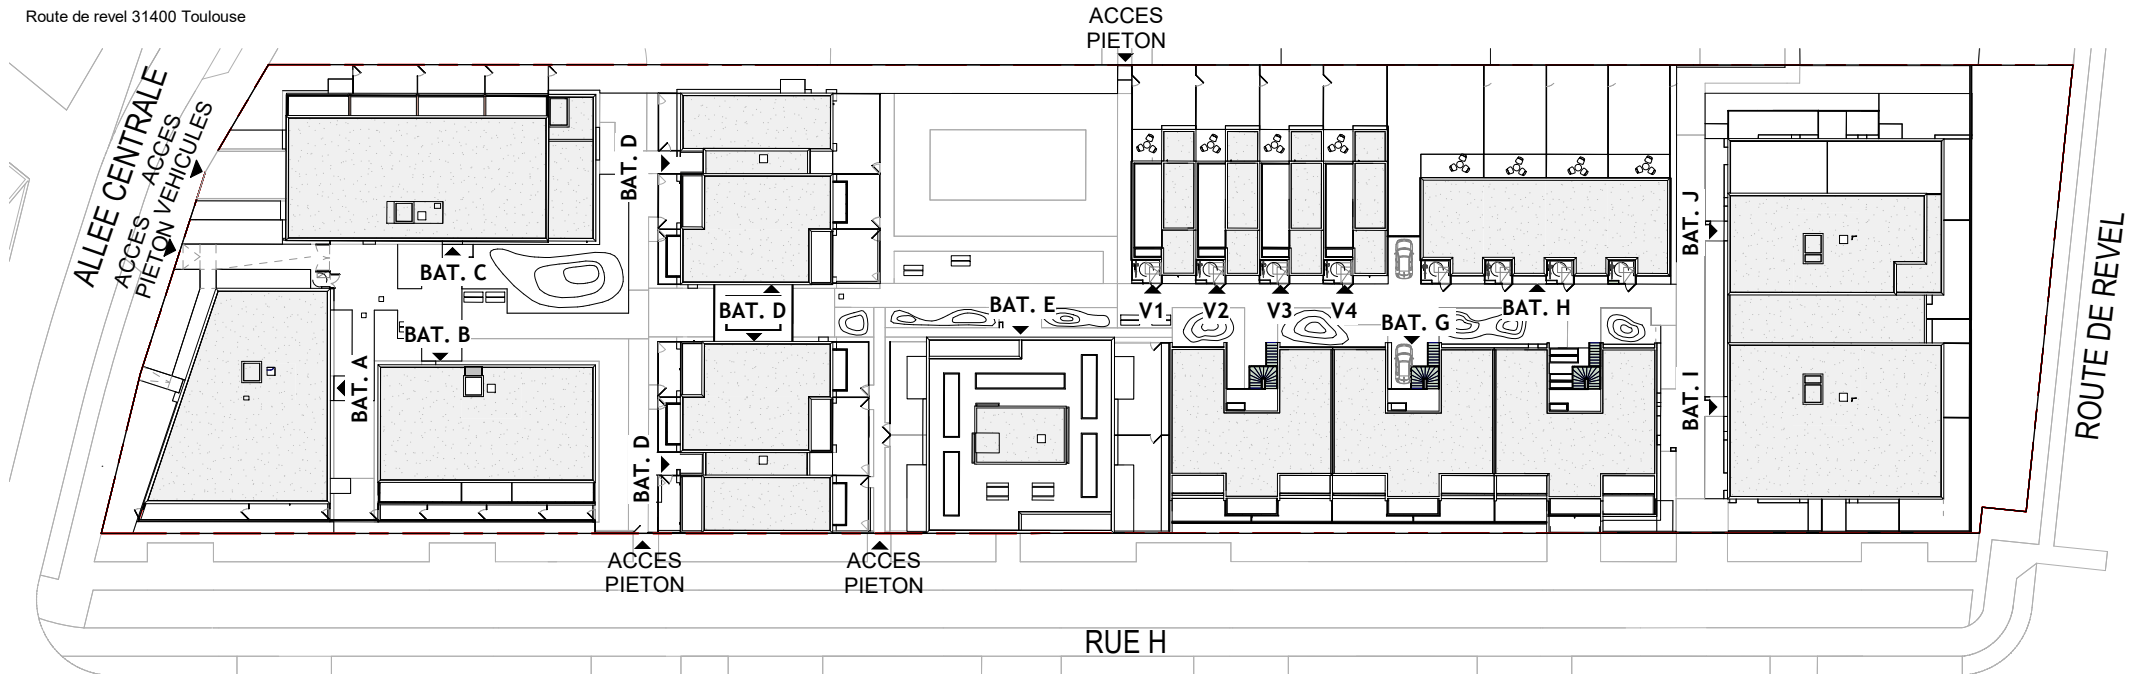 Route de revel 31400 Toulouse
ACCES
PIETON
ALLEE CENTRALE
ACCES
ACCES
PIETON VEHICULES
BAT. D
BAT. C
BAT. B
BAT. A
BAT. D
BAT. D
BAT. E
V1
V2
V3
V4
BAT. G
BAT. H
BAT. J
BAT. I
ROUTE DE REVEL
ACCES
PIETON
ACCES
PIETON
RUE H